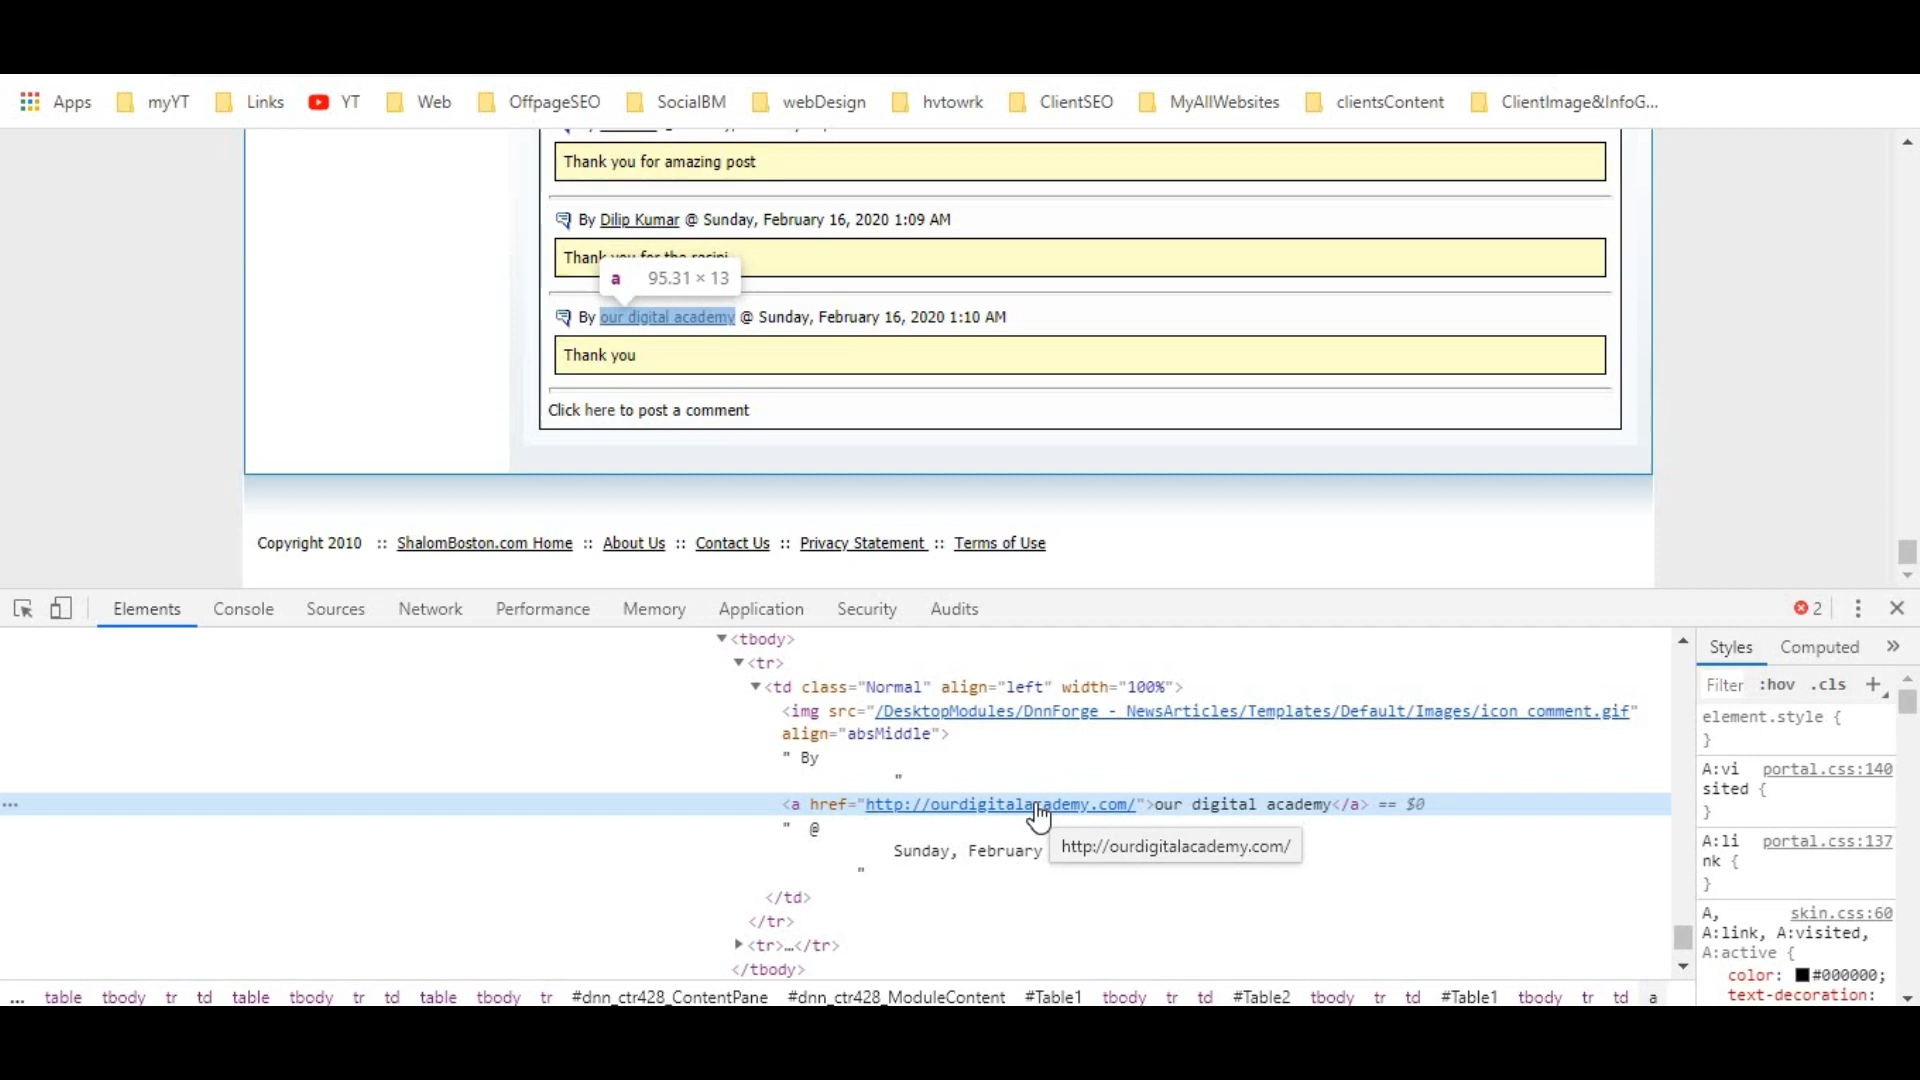 Apps myYT Links YT Web OffpageSEO SocialBM webDesign hvtowrk ClientSEO MyAllWebsites clientsContent ClientImage&InfoG...
Thank you for amazing post
By Dilip Kumar @ Sunday, February 16, 2020 1:09 AM
Thank you for the recipi
a 95.31 × 13
By our digital academy @ Sunday, February 16, 2020 1:10 AM
Thank you
Click here to post a comment
Copyright 2010 :: ShalomBoston.com Home :: About Us :: Contact Us :: Privacy Statement :: Terms of Use
Elements Console Sources Network Performance Memory Application Security Audits 2
<tbody>
<tr>
<td class="Normal" align="left" width="100%">
<img src="/DesktopModules/DnnForge - NewsArticles/Templates/Default/Images/icon_comment.gif"
align="absMiddle">
" By
"
... <a href="http://ourdigitalacademy.com/">our digital academy</a> == $0
" @
Sunday, February
http://ourdigitalacademy.com/
"
</td>
</tr>
<tr>…</tr>
</tbody>
... table tbody tr td table tbody tr td table tbody tr #dnn_ctr428_ContentPane #dnn_ctr428_ModuleContent #Table1 tbody tr td #Table2 tbody tr td #Table1 tbody tr td a
Styles Computed »
Filter :hov .cls +
element.style {
}
A:vi portal.css:140
sited {
}
A:li portal.css:137
nk {
}
A, skin.css:60
A:link, A:visited,
A:active {
color: #000000;
text-decoration: